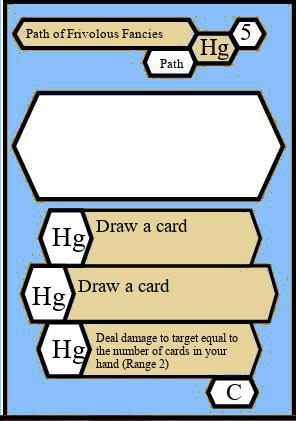 Path of Frivolous Fancies
Hg
5
Path
Hg
Draw a card
Hg
Draw a card
Hg
Deal damage to target equal to
the number of cards in your
hand (Range 2)
C